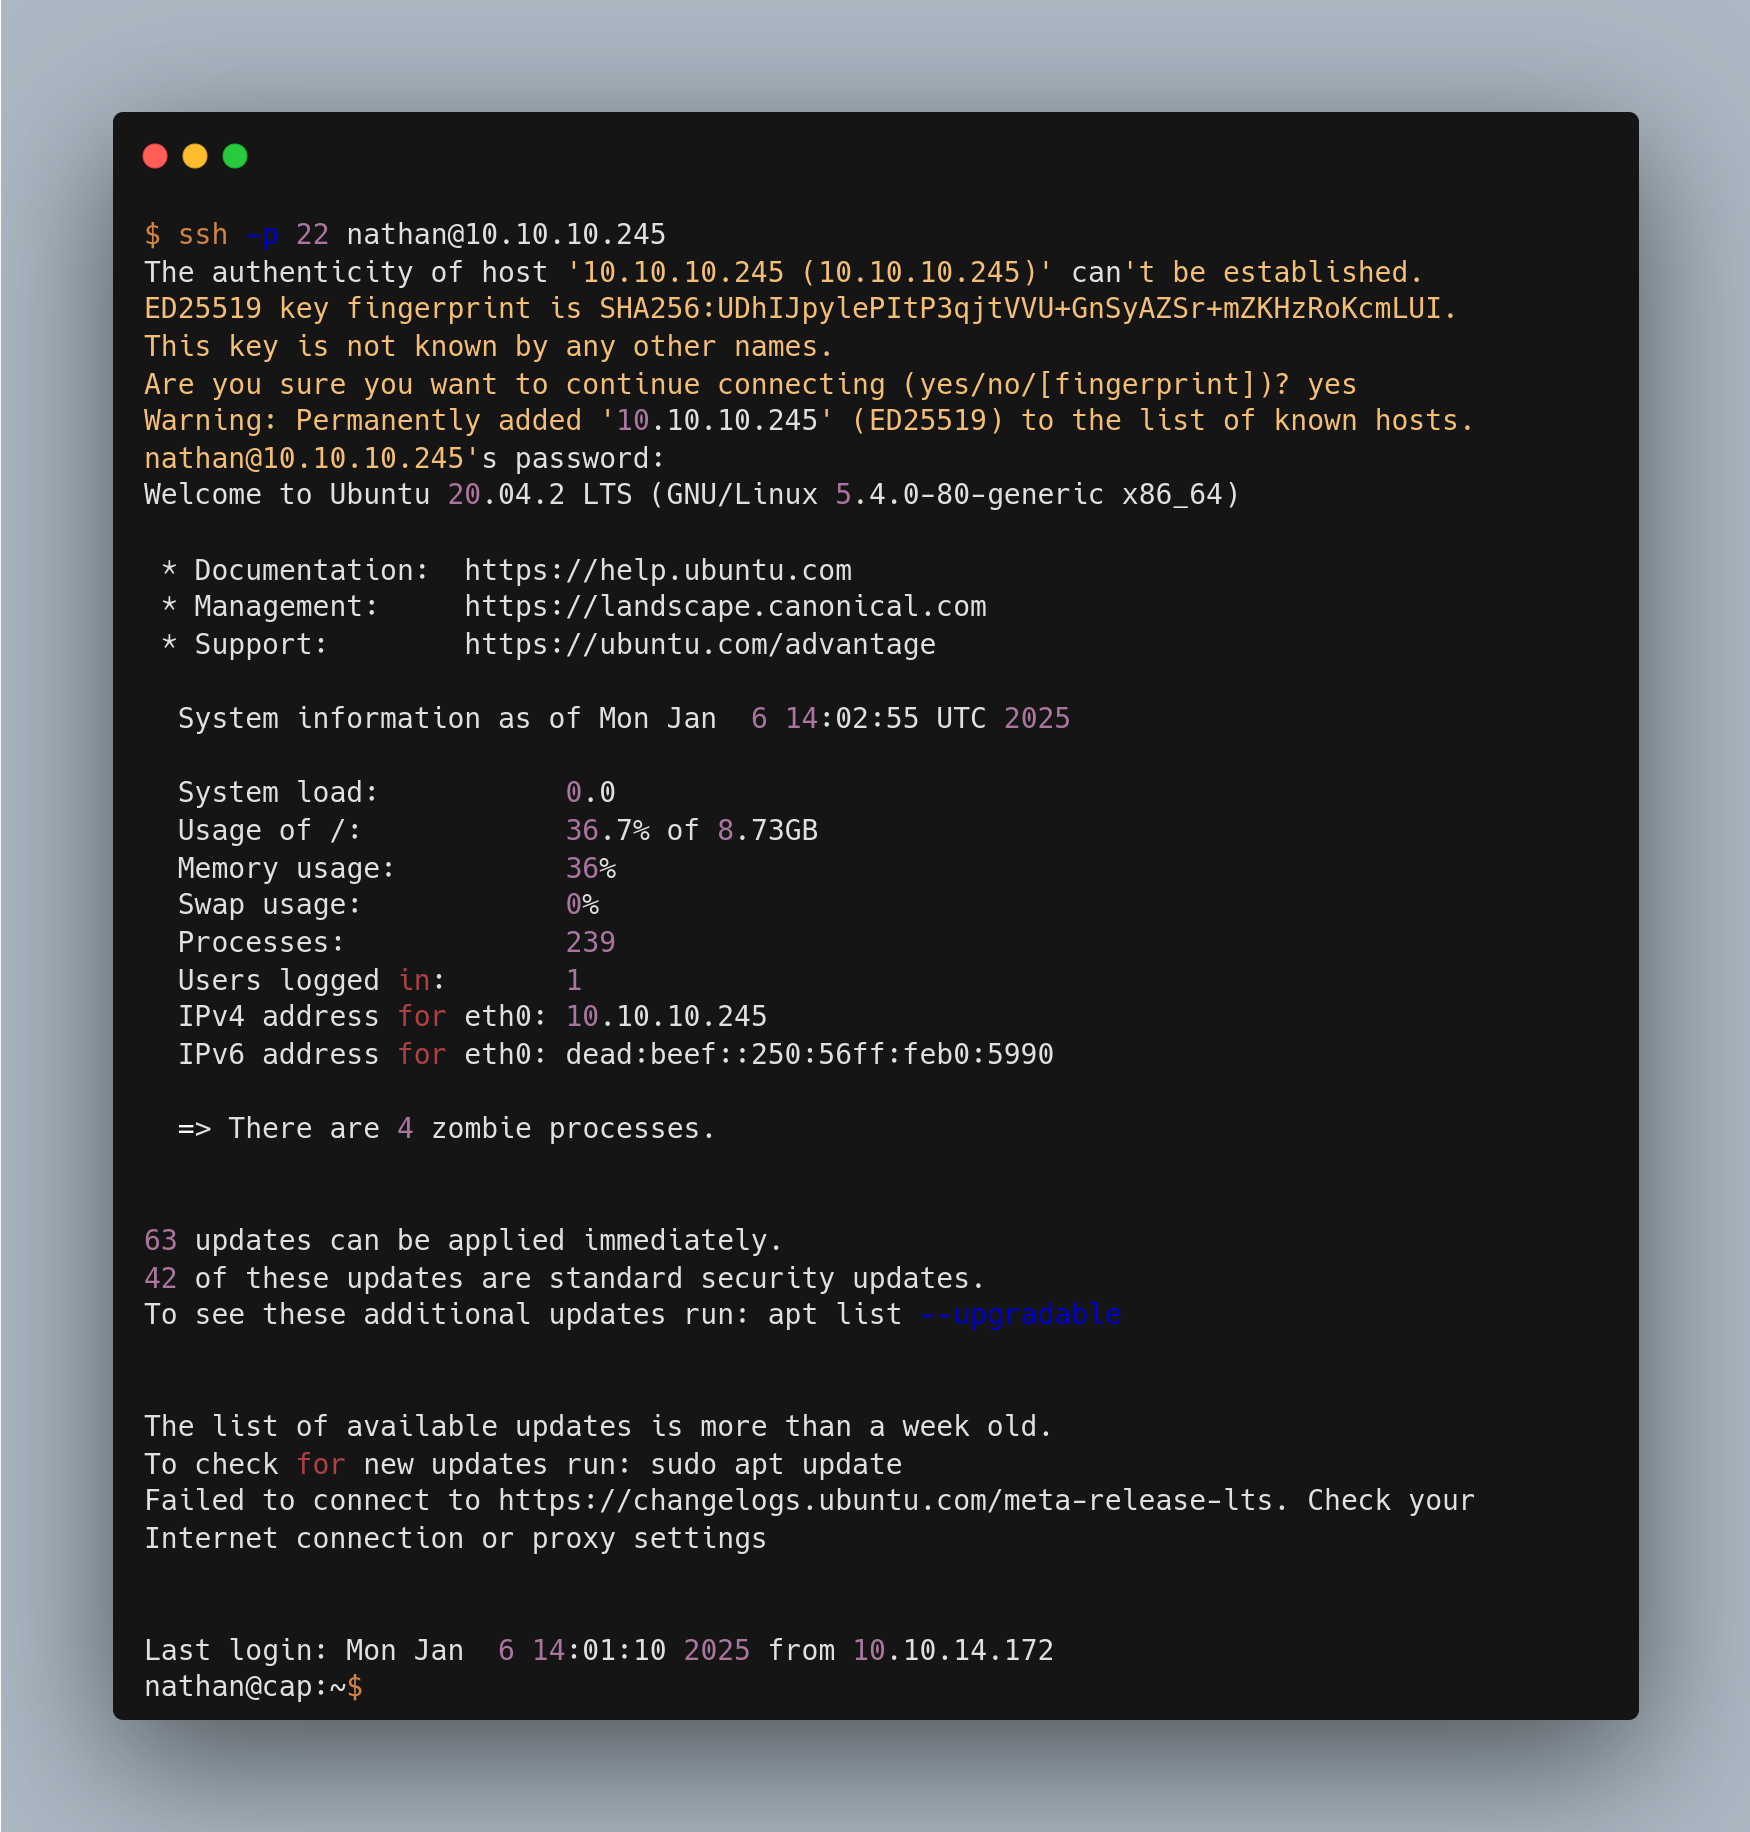 $ ssh -p 22 nathan@10.10.10.245
The authenticity of host '10.10.10.245 (10.10.10.245)' can't be established.
ED25519 key fingerprint is SHA256:UDhIJpylePItP3qjtVVU+GnSyAZSr+mZKHzRoKcmLUI.
This key is not known by any other names.
Are you sure you want to continue connecting (yes/no/[fingerprint])? yes
Warning: Permanently added '10.10.10.245' (ED25519) to the list of known hosts.
nathan@10.10.10.245's password:
Welcome to Ubuntu 20.04.2 LTS (GNU/Linux 5.4.0-80-generic x86_64)

 * Documentation:  https://help.ubuntu.com
 * Management:     https://landscape.canonical.com
 * Support:        https://ubuntu.com/advantage

  System information as of Mon Jan  6 14:02:55 UTC 2025

  System load:           0.0
  Usage of /:            36.7% of 8.73GB
  Memory usage:          36%
  Swap usage:            0%
  Processes:             239
  Users logged in:       1
  IPv4 address for eth0: 10.10.10.245
  IPv6 address for eth0: dead:beef::250:56ff:feb0:5990

  => There are 4 zombie processes.


63 updates can be applied immediately.
42 of these updates are standard security updates.
To see these additional updates run: apt list --upgradable


The list of available updates is more than a week old.
To check for new updates run: sudo apt update
Failed to connect to https://changelogs.ubuntu.com/meta-release-lts. Check your
Internet connection or proxy settings


Last login: Mon Jan  6 14:01:10 2025 from 10.10.14.172
nathan@cap:~$